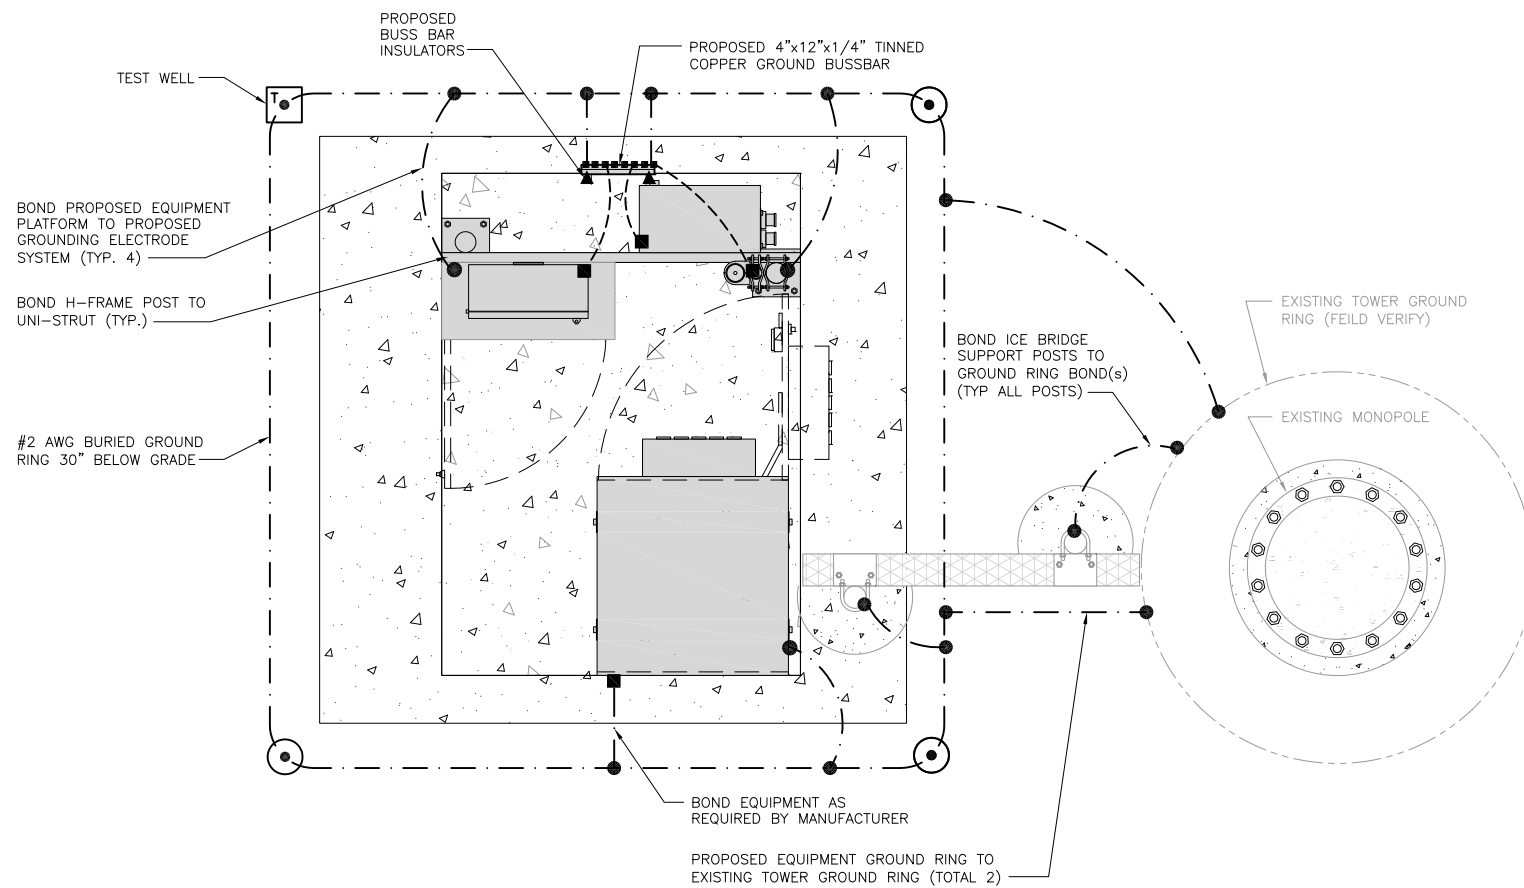 PROPOSED
BUSS BAR
INSULATORS
PROPOSED 4"x12"x1/4" TINNED
COPPER GROUND BUSSBAR
TEST WELL
T
BOND PROPOSED EQUIPMENT
PLATFORM TO PROPOSED
GROUNDING ELECTRODE
SYSTEM (TYP. 4)
BOND H-FRAME POST TO
UNI-STRUT (TYP.)
EXISTING TOWER GROUND
RING (FEILD VERIFY)
BOND ICE BRIDGE
SUPPORT POSTS TO
GROUND RING BOND(s)
(TYP ALL POSTS)
EXISTING MONOPOLE
#2 AWG BURIED GROUND
RING 30" BELOW GRADE
BOND EQUIPMENT AS
REQUIRED BY MANUFACTURER
PROPOSED EQUIPMENT GROUND RING TO
EXISTING TOWER GROUND RING (TOTAL 2)